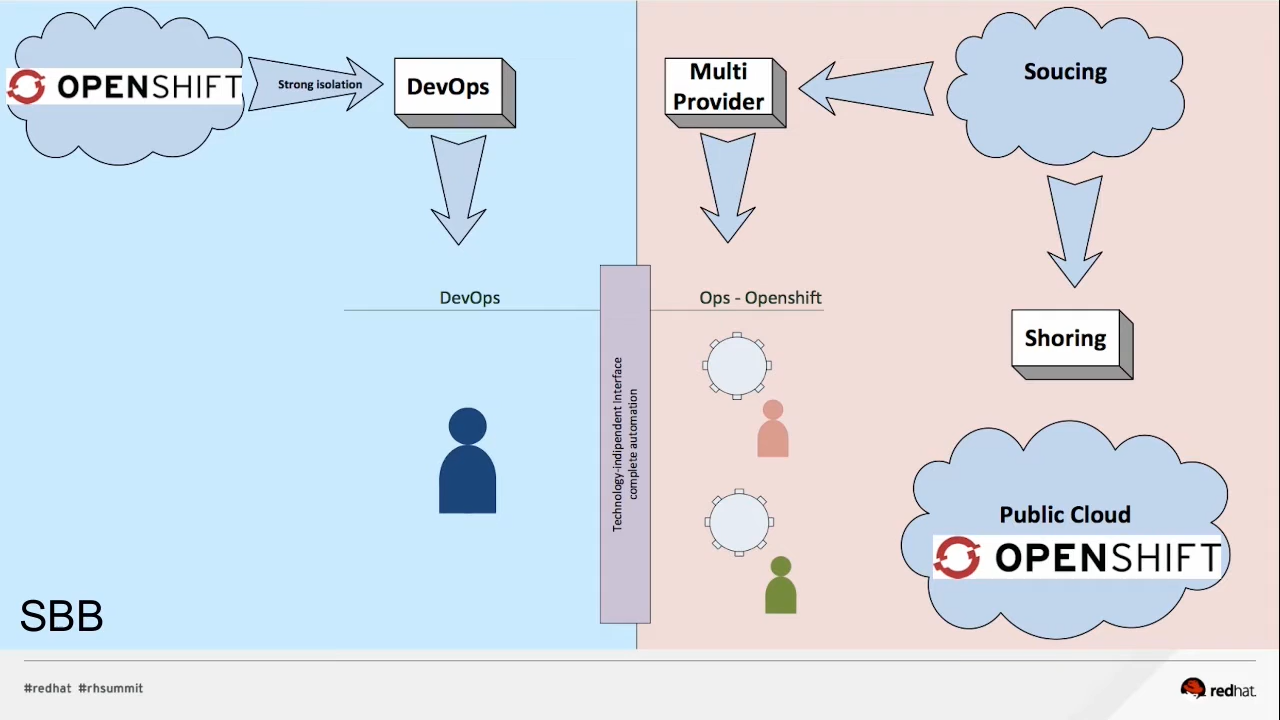 OPENSHIFT
Strong isolation
DevOps
Multi
Provider
Soucing
DevOps
Ops - Openshift
Shoring
Technology-indipendent Interface
complete automation
Public Cloud
OPENSHIFT
SBB
#redhat #rhsummit
redhat.